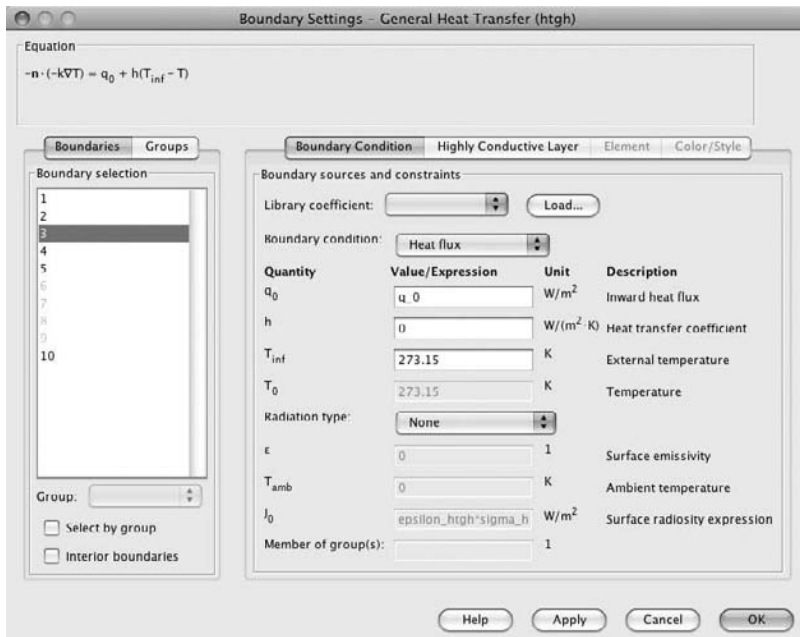 Boundary Settings – General Heat Transfer (htgh)
Equation
-n·(-k∇T) = q0 + h(Tinf - T)
Boundaries Groups
Boundary selection
1
2
3
4
5
6
7
8
9
10
Group:
Select by group
Interior boundaries
Boundary Condition Highly Conductive Layer Element Color/Style
Boundary sources and constraints
Library coefficient: Load...
Boundary condition: Heat flux
Quantity Value/Expression Unit Description
q0 q_0 W/m² Inward heat flux
h 0 W/(m²·K) Heat transfer coefficient
Tinf 273.15 K External temperature
T0 273.15 K Temperature
Radiation type: None
ε 0 1 Surface emissivity
Tamb 0 K Ambient temperature
J0 epsilon_htgh*sigma_h W/m² Surface radiosity expression
Member of group(s): 1
Help Apply Cancel OK